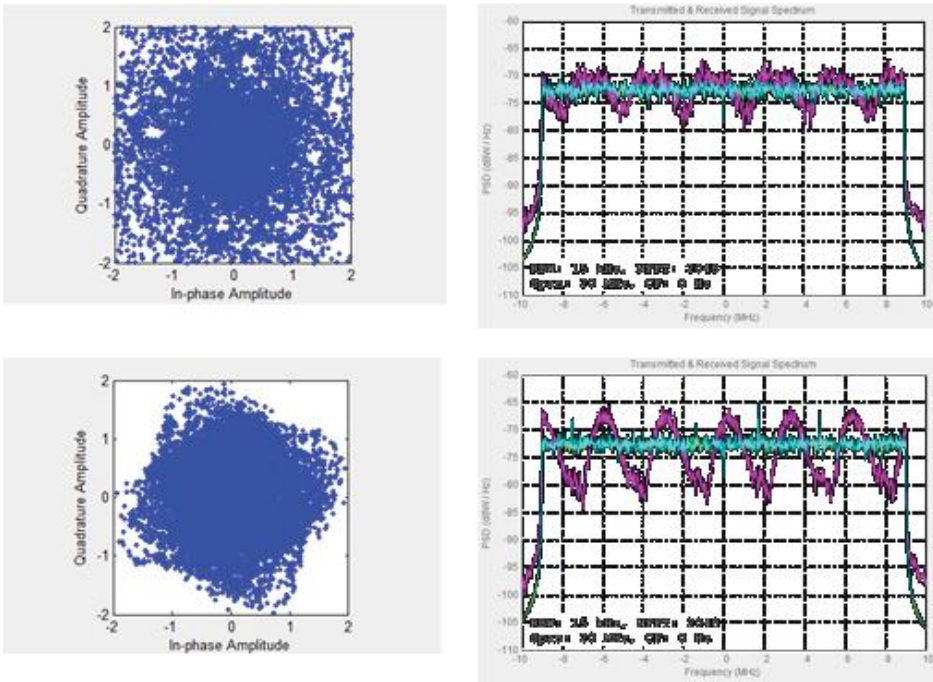 2
1
0
-1
-2
-2 -1 0 1 2
Quadrature Amplitude
In-phase Amplitude
Transmitted & Received Signal Spectrum
-60
-65
-70
-75
-80
-85
-90
-95
-100
-105
-110
-10 -8 -6 -4 -2 0 2 4 6 8 10
PSD (dBW / Hz)
Frequency (MHz)
2
1
0
-1
-2
-2 -1 0 1 2
Quadrature Amplitude
In-phase Amplitude
Transmitted & Received Signal Spectrum
-60
-65
-70
-75
-80
-85
-90
-95
-100
-105
-110
-10 -8 -6 -4 -2 0 2 4 6 8 10
PSD (dBW / Hz)
Frequency (MHz)